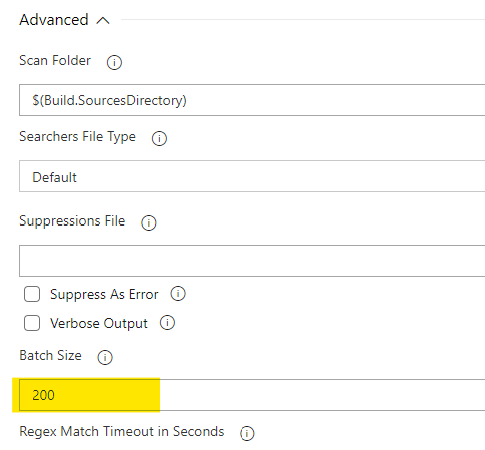 Advanced
Scan Folder
$(Build.SourcesDirectory)
Searchers File Type
Default
Suppressions File
Suppress As Error
Verbose Output
Batch Size
200
Regex Match Timeout in Seconds